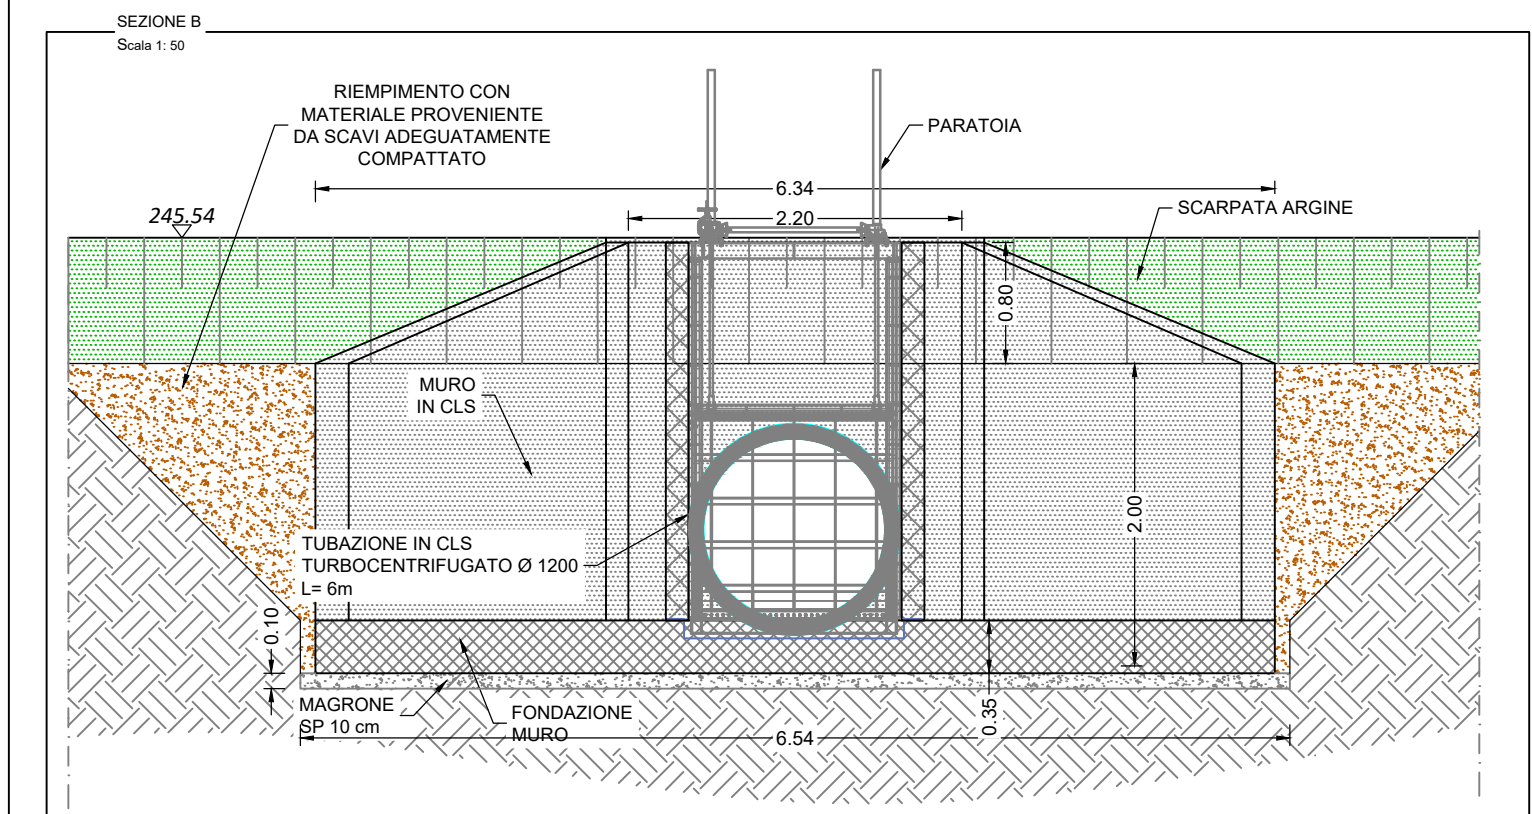 SEZIONE B
Scala 1: 50
RIEMPIMENTO CON
MATERIALE PROVENIENTE
DA SCAVI ADEGUATAMENTE
COMPATTATO
PARATOIA
6.34
2.20
245.54
SCARPATA ARGINE
0.80
MURO
IN CLS
2.00
TUBAZIONE IN CLS
TURBOCENTRIFUGATO Ø 1200
L= 6m
0.10
MAGRONE
SP 10 cm
FONDAZIONE
MURO
0.35
6.54